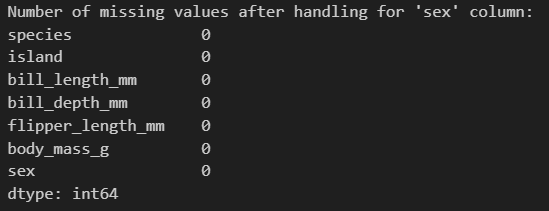 Number of missing values after handling for 'sex' column:
species              0
island               0
bill_length_mm       0
bill_depth_mm        0
flipper_length_mm    0
body_mass_g          0
sex                  0
dtype: int64